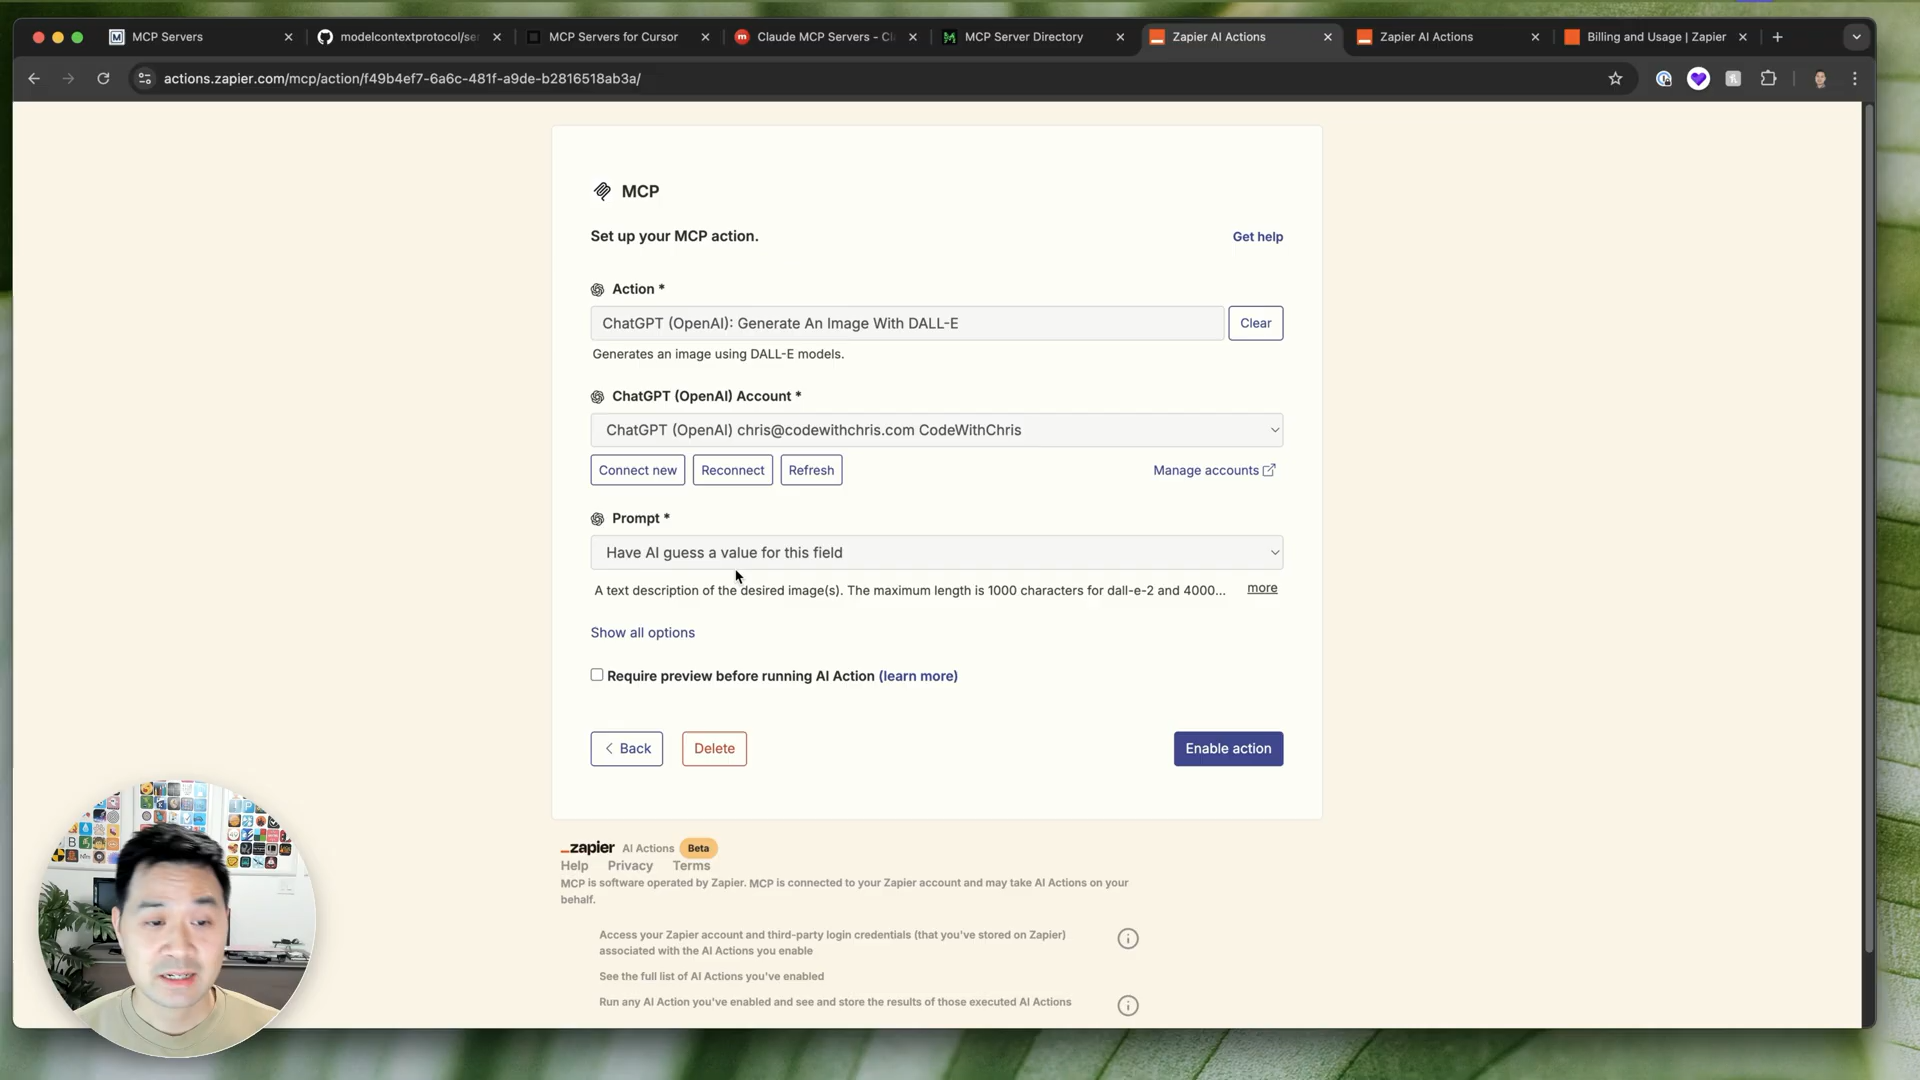 MCP Servers
modelcontextprotocol/se
MCP Servers for Cursor
Claude MCP Servers - Cl
MCP Server Directory
Zapier AI Actions
Zapier AI Actions
Billing and Usage | Zapier
actions.zapier.com/mcp/action/f49b4ef7-6a6c-481f-a9de-b2816518ab3a/
MCP
Set up your MCP action.
Get help
Action *
ChatGPT (OpenAI): Generate An Image With DALL-E
Clear
Generates an image using DALL-E models.
ChatGPT (OpenAI) Account *
ChatGPT (OpenAI) chris@codewithchris.com CodeWithChris
Connect new
Reconnect
Refresh
Manage accounts
Prompt *
Have AI guess a value for this field
A text description of the desired image(s). The maximum length is 1000 characters for dall-e-2 and 4000...
more
Show all options
Require preview before running AI Action (learn more)
Back
Delete
Enable action
zapier AI Actions Beta
Help Privacy Terms
MCP is software operated by Zapier. MCP is connected to your Zapier account and may take AI Actions on your
behalf.
Access your Zapier account and third-party login credentials (that you've stored on Zapier)
associated with the AI Actions you enable
See the full list of AI Actions you've enabled
Run any AI Action you've enabled and see and store the results of those executed AI Actions